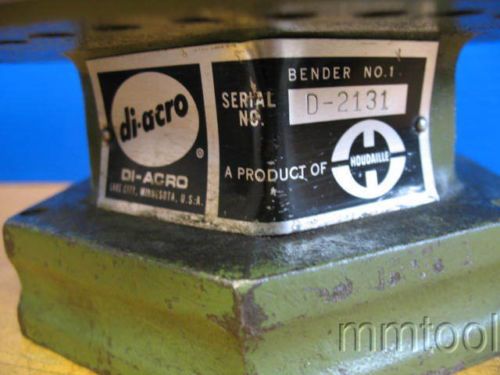 di-acro
®
DI-ACRO
LAKE CITY, MINNESOTA, U.S.A.
BENDER NO.1
SERIAL NO.
D-2131
A PRODUCT OF
HOUDAILLE
mmtool